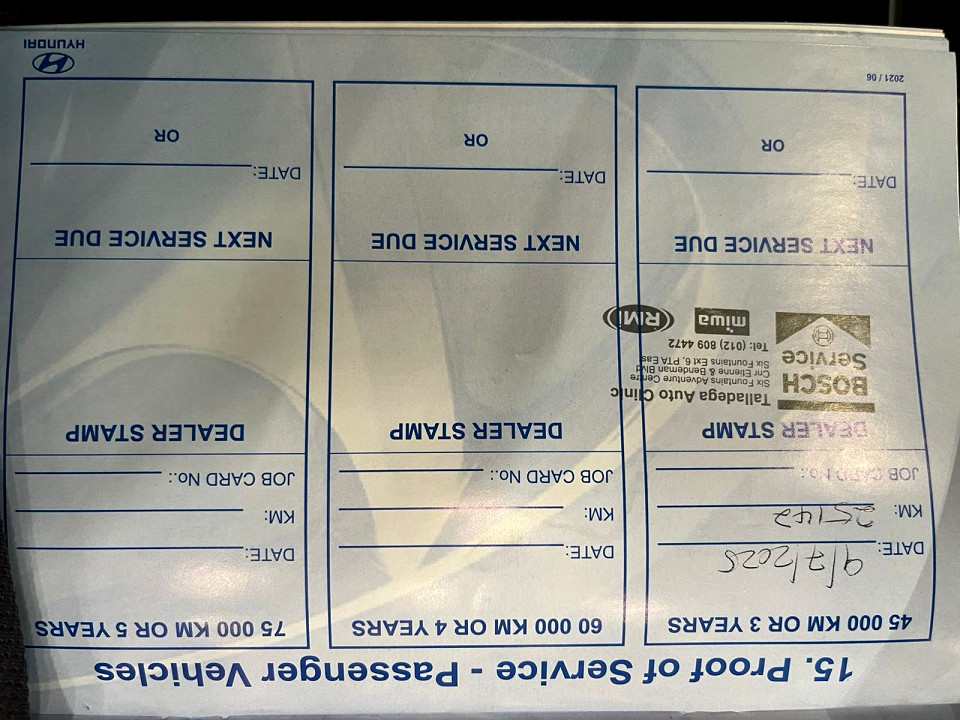 15. Proof of Service - Passenger Vehicles
45 000 KM OR 3 YEARS
DATE: 9/7/2025
KM: 25142
JOB CARD No.:
DEALER STAMP
BOSCH
Service
Talladega Auto Clinic
Six Fountains Adventure Centre
Cnr Etienne & Bendeman Blvd
Six Fountains Ext 6, PTA Eas
Tel: (012) 809 4472
miwa
RMI
NEXT SERVICE DUE
DATE:
OR
60 000 KM OR 4 YEARS
DATE:
KM:
JOB CARD No.:
DEALER STAMP
NEXT SERVICE DUE
DATE:
OR
75 000 KM OR 5 YEARS
DATE:
KM:
JOB CARD No.:
DEALER STAMP
NEXT SERVICE DUE
DATE:
OR
2021 / 06
HYUNDAI